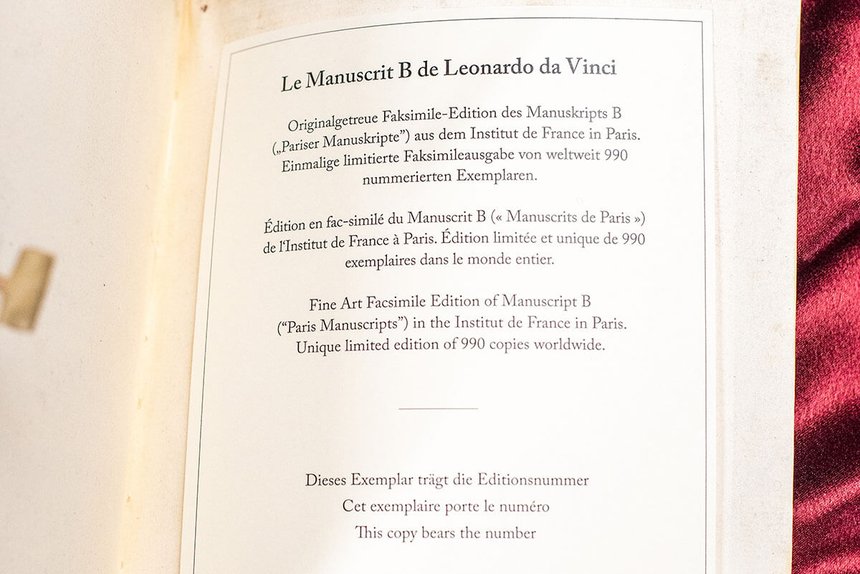 Le Manuscrit B de Leonardo da Vinci
Originalgetreue Faksimile-Edition des Manuskripts B
(„Pariser Manuskripte”) aus dem Institut de France in Paris.
Einmalige limitierte Faksimileausgabe von weltweit 990
nummerierten Exemplaren.
Édition en fac-similé du Manuscrit B (« Manuscrits de Paris »)
de l‘Institut de France à Paris. Édition limitée et unique de 990
exemplaires dans le monde entier.
Fine Art Facsimile Edition of Manuscript B
(“Paris Manuscripts”) in the Institut de France in Paris.
Unique limited edition of 990 copies worldwide.
Dieses Exemplar trägt die Editionsnummer
Cet exemplaire porte le numéro
This copy bears the number